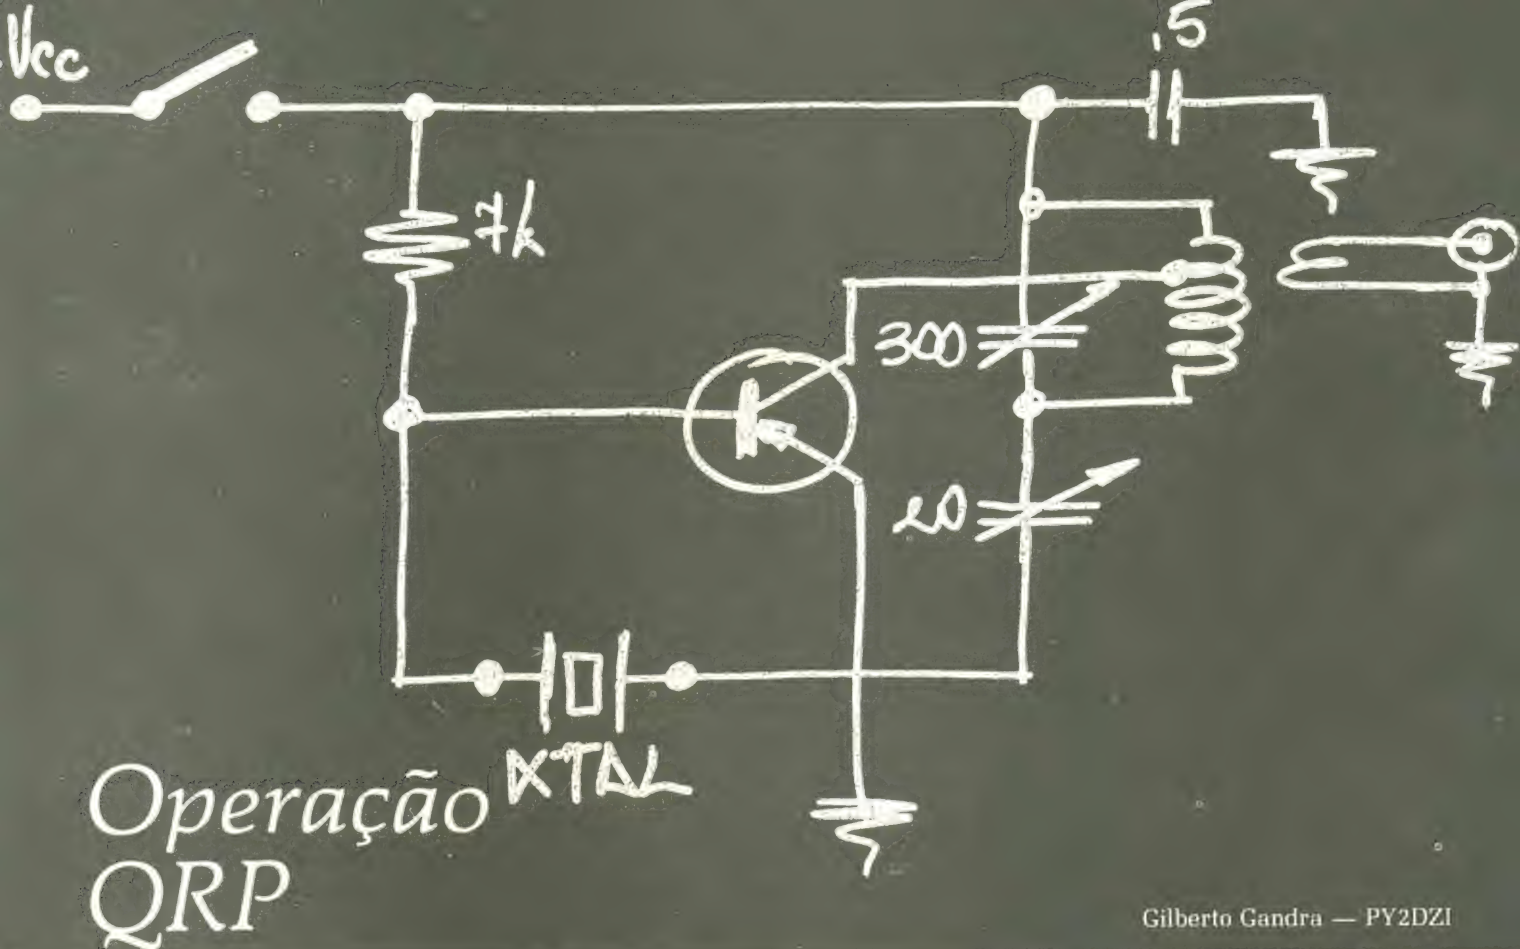 -Vcc
.5
7k
300
20
XTAL
Operação
QRP
Gilberto Gandra — PY2DZI